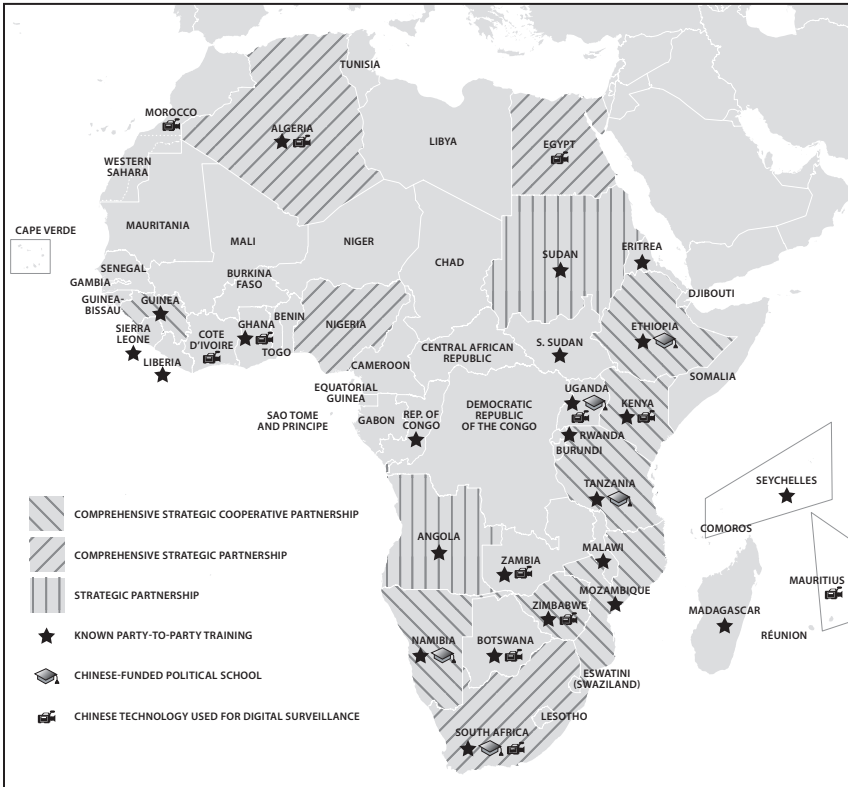 TUNISIA
MOROCCO
ALGERIA
LIBYA
EGYPT
WESTERN
SAHARA
CAPE VERDE
MAURITANIA
MALI
NIGER
CHAD
SUDAN
ERITREA
SENEGAL
GAMBIA
GUINEA-
BISSAU
GUINEA
BURKINA
FASO
DJIBOUTI
SIERRA
LEONE
LIBERIA
COTE
D'IVOIRE
GHANA
BENIN
TOGO
NIGERIA
CAMEROON
CENTRAL AFRICAN
REPUBLIC
S. SUDAN
ETHIOPIA
SOMALIA
EQUATORIAL
GUINEA
SAO TOME
AND PRINCIPE
GABON
REP. OF
CONGO
DEMOCRATIC
REPUBLIC
OF THE CONGO
UGANDA
KENYA
RWANDA
BURUNDI
TANZANIA
SEYCHELLES
COMOROS
ANGOLA
ZAMBIA
MALAWI
MOZAMBIQUE
ZIMBABWE
MAURITIUS
MADAGASCAR
RÉUNION
NAMIBIA
BOTSWANA
ESWATINI
(SWAZILAND)
LESOTHO
SOUTH AFRICA
COMPREHENSIVE STRATEGIC COOPERATIVE PARTNERSHIP
COMPREHENSIVE STRATEGIC PARTNERSHIP
STRATEGIC PARTNERSHIP
KNOWN PARTY-TO-PARTY TRAINING
CHINESE-FUNDED POLITICAL SCHOOL
CHINESE TECHNOLOGY USED FOR DIGITAL SURVEILLANCE